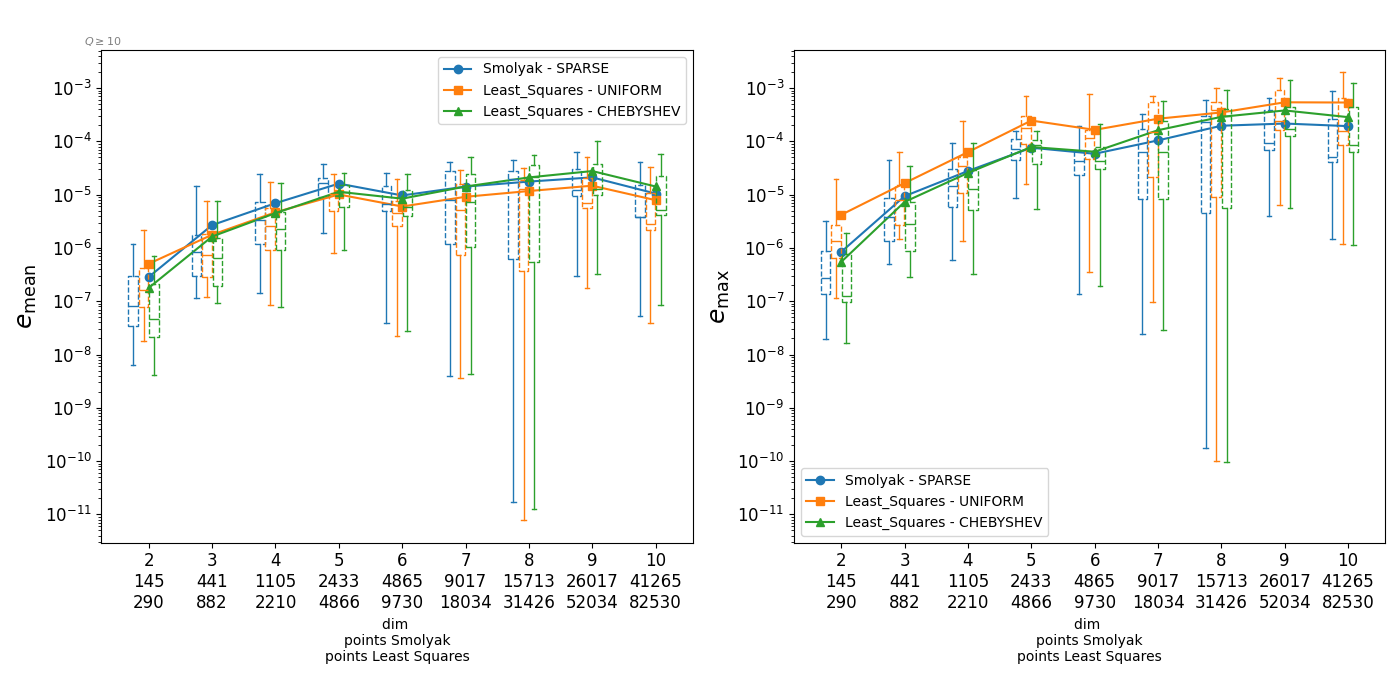 Q ≥ 10
Smolyak - SPARSE
Least_Squares - UNIFORM
Least_Squares - CHEBYSHEV
10⁻³
10⁻⁴
10⁻⁵
10⁻⁶
10⁻⁷
10⁻⁸
10⁻⁹
10⁻¹⁰
10⁻¹¹
e_mean
2 3 4 5 6 7 8 9 10
145 441 1105 2433 4865 9017 15713 26017 41265
290 882 2210 4866 9730 18034 31426 52034 82530
dim
points Smolyak
points Least Squares
10⁻³
10⁻⁴
10⁻⁵
10⁻⁶
10⁻⁷
10⁻⁸
10⁻⁹
10⁻¹⁰
10⁻¹¹
e_max
Smolyak - SPARSE
Least_Squares - UNIFORM
Least_Squares - CHEBYSHEV
2 3 4 5 6 7 8 9 10
145 441 1105 2433 4865 9017 15713 26017 41265
290 882 2210 4866 9730 18034 31426 52034 82530
dim
points Smolyak
points Least Squares